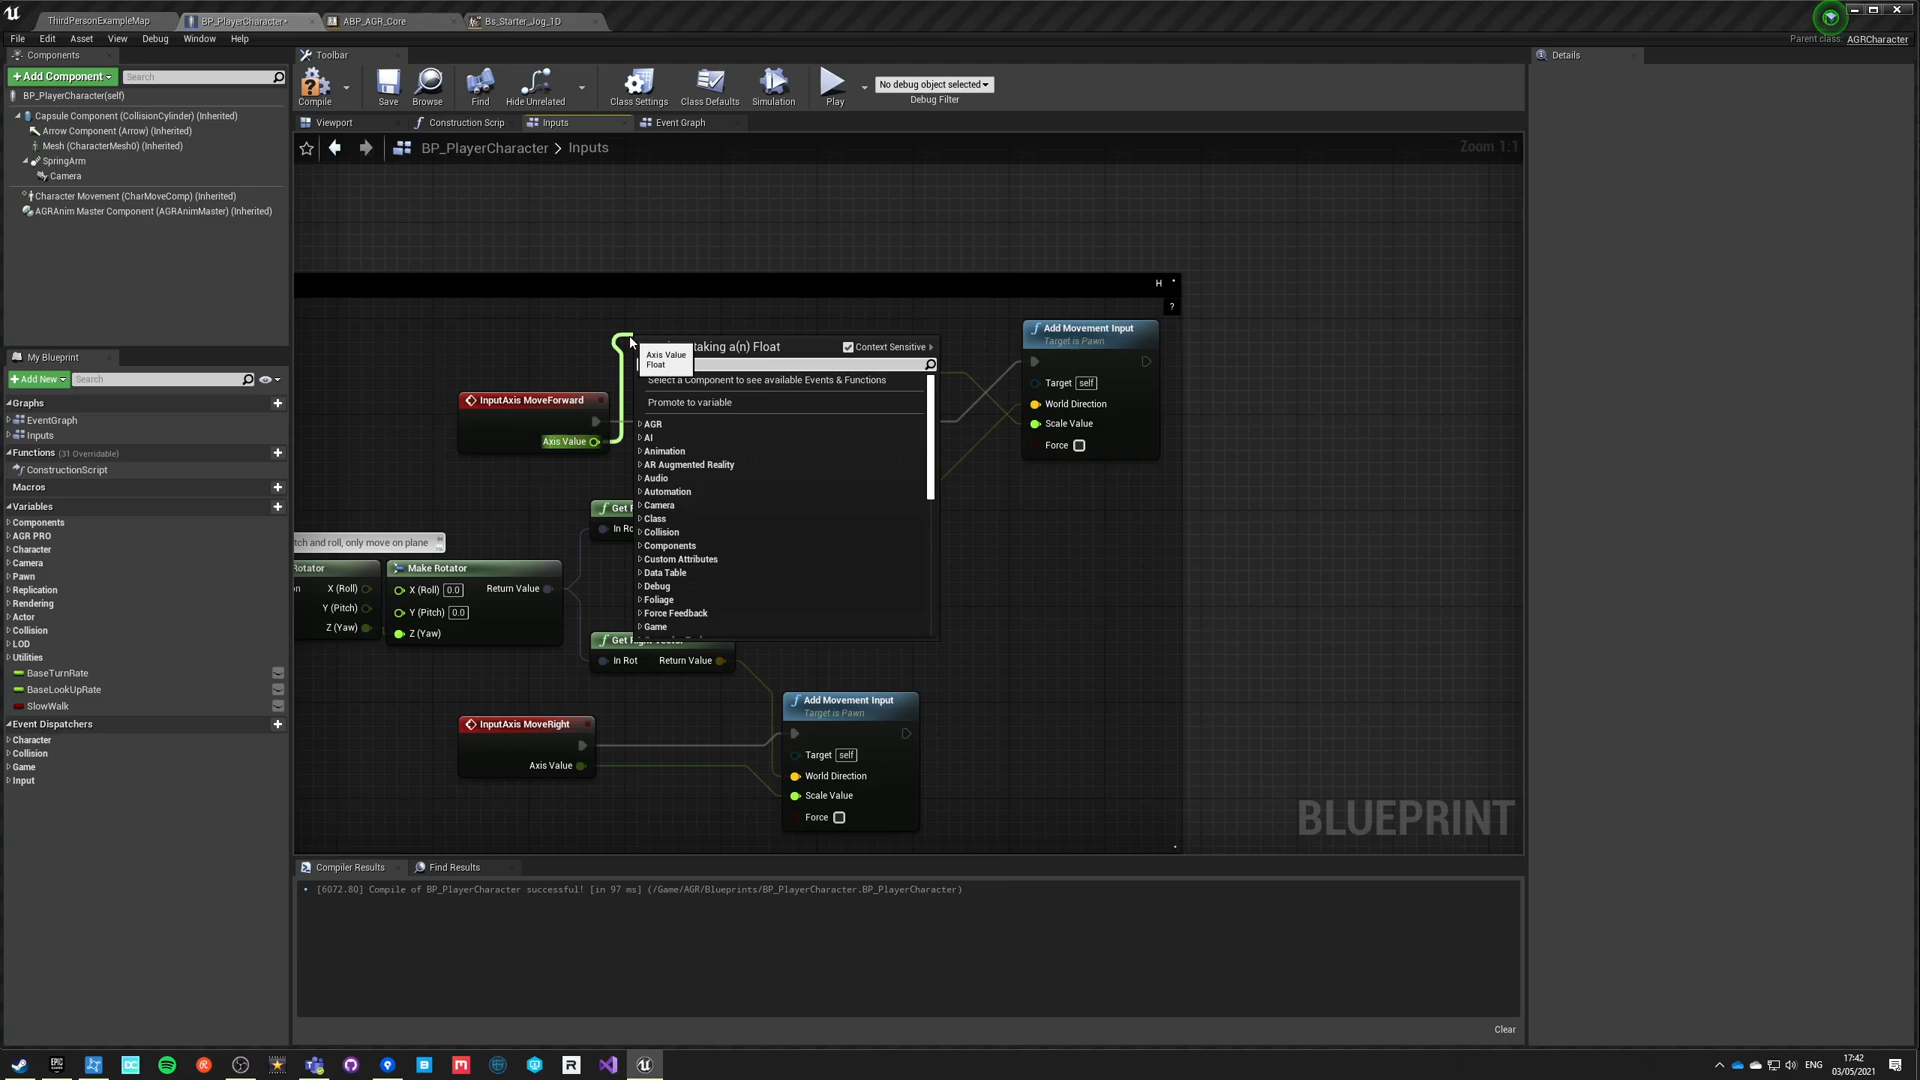 ThirdPersonExampleMap
BP_PlayerCharacter*
ABP_AGR_Core
Bs_Starter_Jog_1D
File Edit Asset View Debug Window Help
Parent class: AGRCharacter
Components
Toolbar
Details
+Add Component
Search
BP_PlayerCharacter(self)
Capsule Component (CollisionCylinder) (Inherited)
Arrow Component (Arrow) (Inherited)
Mesh (CharacterMesh0) (Inherited)
SpringArm
Camera
Character Movement (CharMoveComp) (Inherited)
AGRAnim Master Component (AGRAnimMaster) (Inherited)
Compile
Save
Browse
Find
Hide Unrelated
Class Settings
Class Defaults
Simulation
Play
No debug object selected
Debug Filter
Viewport
Construction Scrip
Inputs
Event Graph
BP_PlayerCharacter > Inputs
Zoom 1:1
H
?
Add Movement Input
Target is Pawn
Target self
World Direction
Scale Value
Force
InputAxis MoveForward
Axis Value
taking a(n) Float
Context Sensitive
Axis Value
Float
Select a Component to see available Events & Functions
Promote to variable
AGR
AI
Animation
AR Augmented Reality
Audio
Automation
Camera
Class
Collision
Components
Custom Attributes
Data Table
Debug
Foliage
Force Feedback
Game
tch and roll, only move on plane
Rotator
on
X (Roll)
Y (Pitch)
Z (Yaw)
Make Rotator
X (Roll) 0.0
Return Value
Y (Pitch) 0.0
Z (Yaw)
Get
In Ro
Get Right Vector
In Rot
Return Value
InputAxis MoveRight
Axis Value
Add Movement Input
Target is Pawn
Target self
World Direction
Scale Value
Force
BLUEPRINT
My Blueprint
+Add New
Search
Graphs
EventGraph
Inputs
Functions (31 Overridable)
ConstructionScript
Macros
Variables
Components
AGR PRO
Character
Camera
Pawn
Replication
Rendering
Actor
Collision
LOD
Utilities
BaseTurnRate
BaseLookUpRate
SlowWalk
Event Dispatchers
Character
Collision
Game
Input
Compiler Results
Find Results
[6072.80] Compile of BP_PlayerCharacter successful! [in 97 ms] (/Game/AGR/Blueprints/BP_PlayerCharacter.BP_PlayerCharacter)
Clear
ENG
17:42
03/05/2021